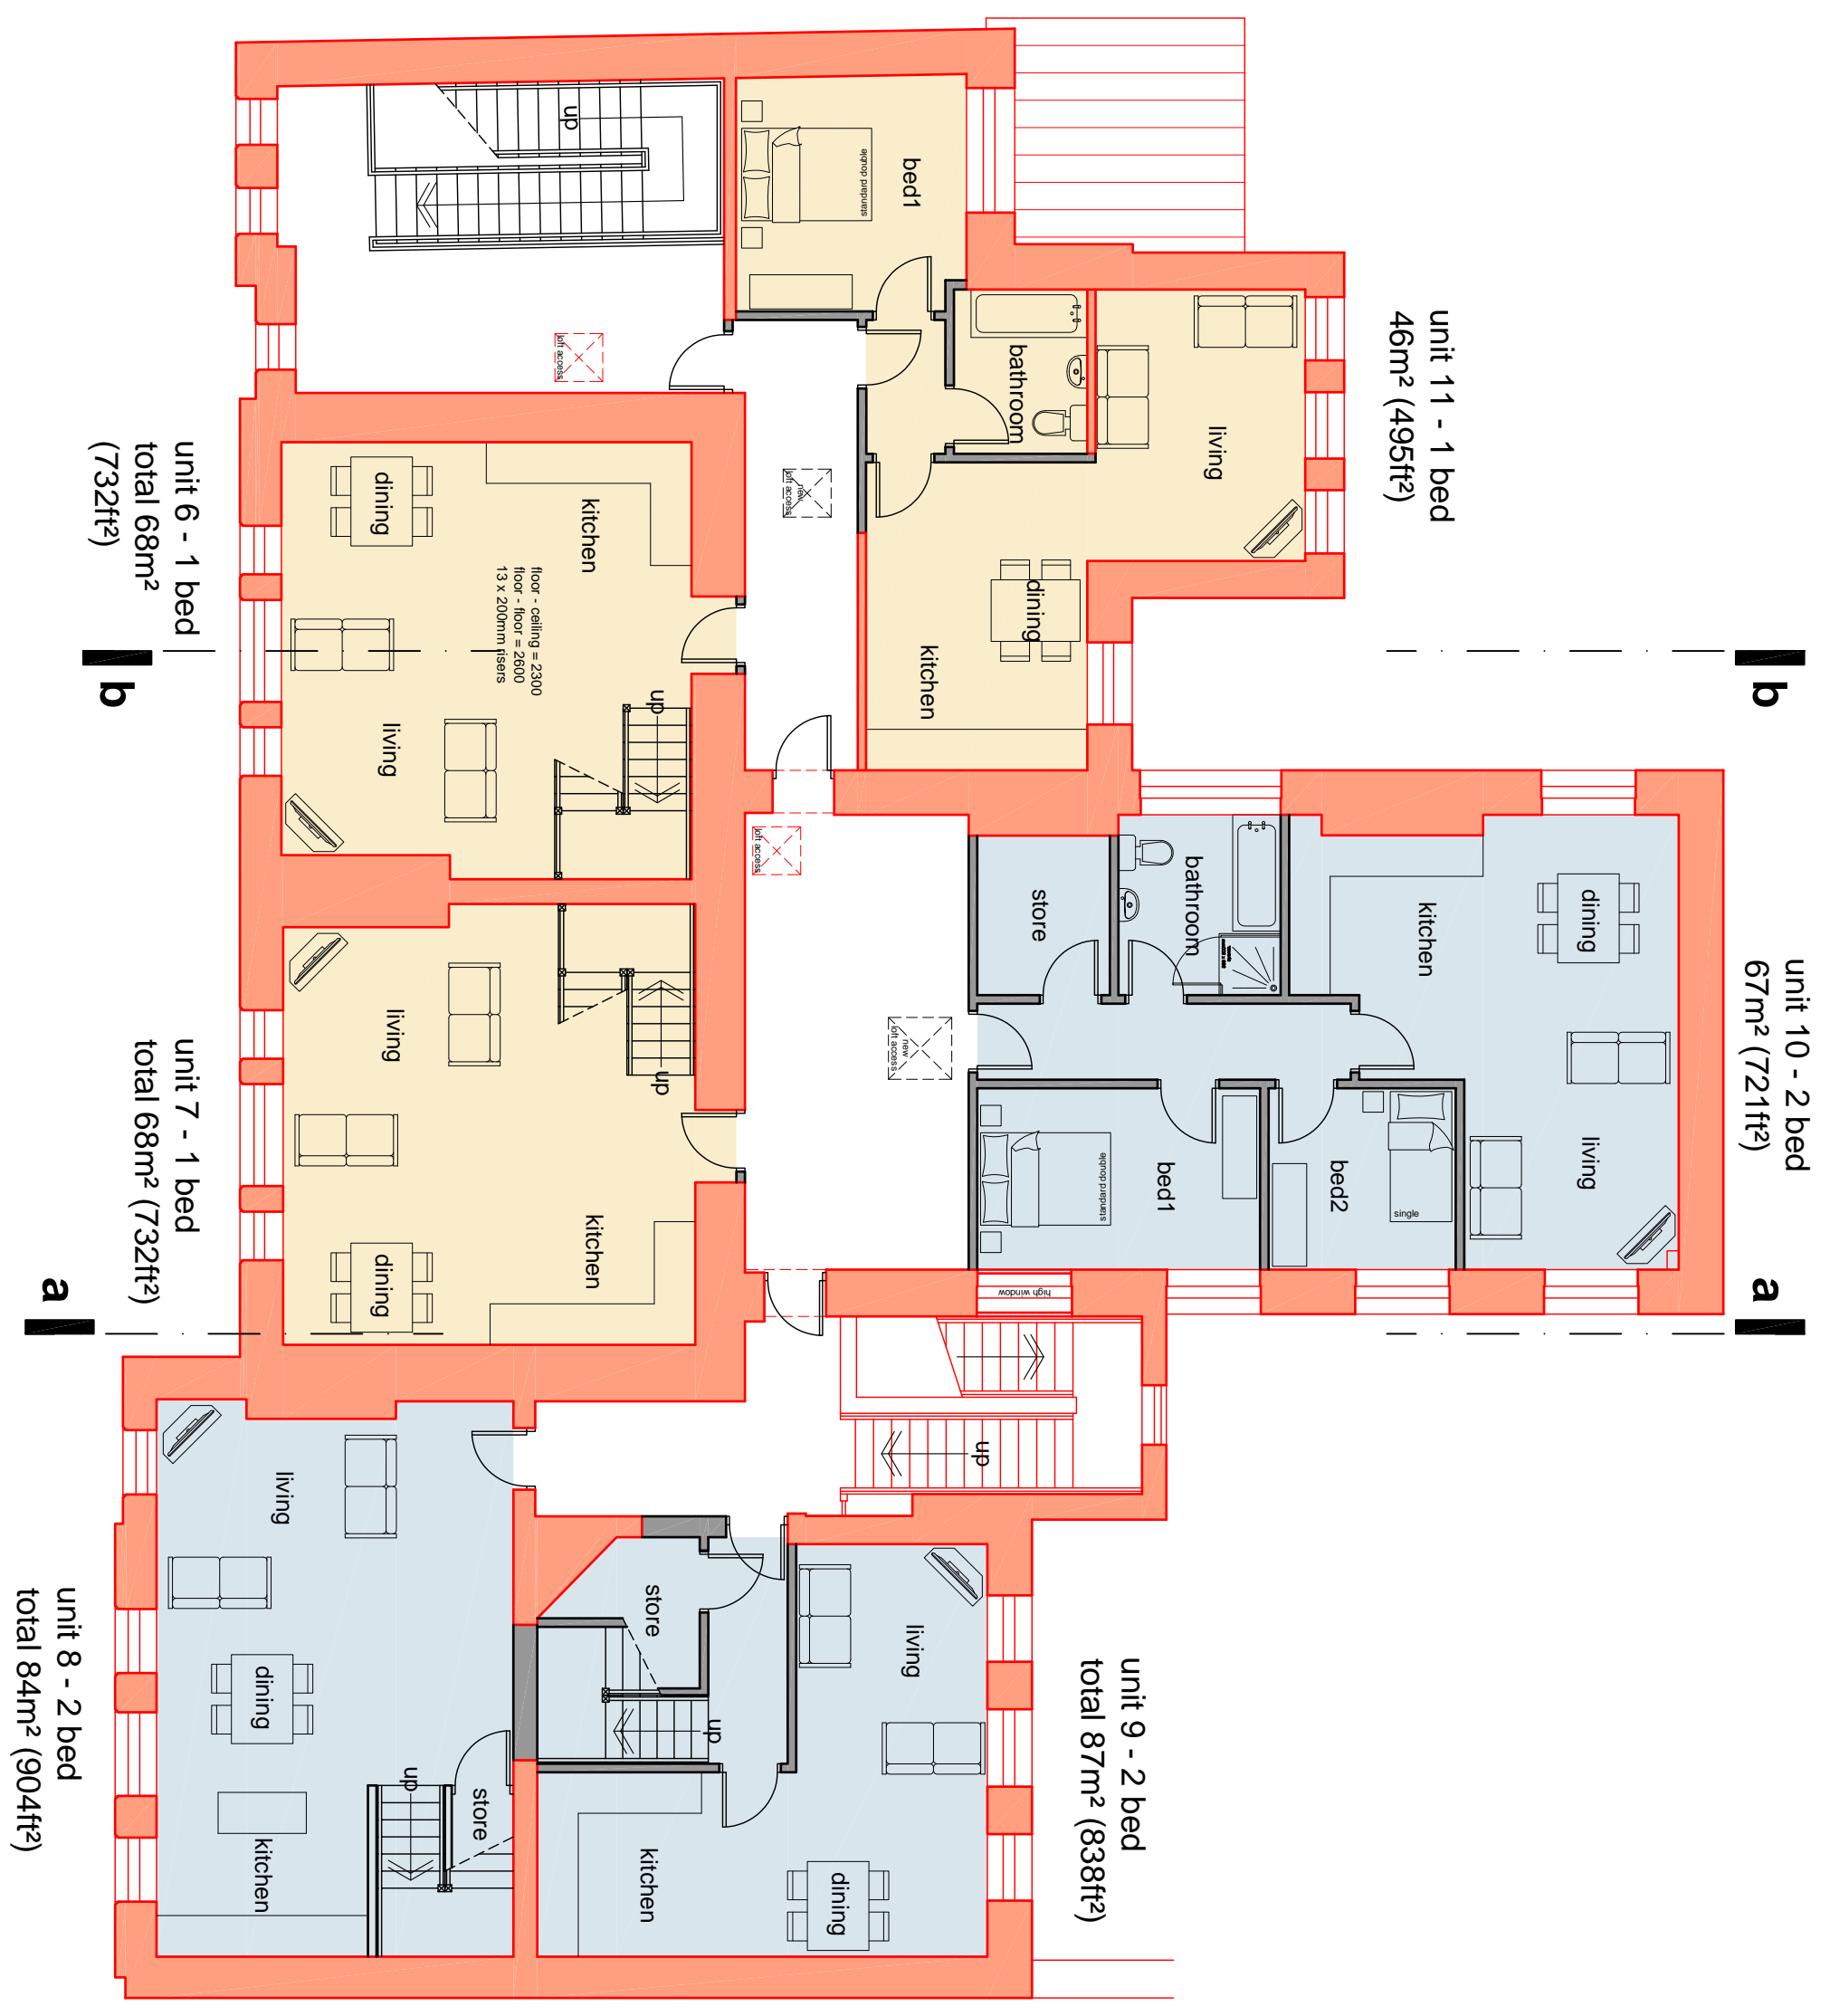 unit 11 - 1 bed
46m² (495ft²)
unit 10 - 2 bed
67m² (721ft²)
unit 9 - 2 bed
total 87m² (838ft²)
unit 6 - 1 bed
total 68m²
(732ft²)
unit 7 - 1 bed
total 68m² (732ft²)
unit 8 - 2 bed
total 84m² (904ft²)
b
b
a
a
up
bed1
standard double
bathroom
living
dining
kitchen
loft access
new
loft access
loft access
new
loft access
dining
kitchen
floor - ceiling = 2300
floor - floor = 2600
13 x 200mm risers
living
up
living
up
kitchen
dining
store
bathroom
kitchen
dining
living
bed1
standard double
bed2
single
high window
up
living
dining
kitchen
up
store
store
up
living
kitchen
dining